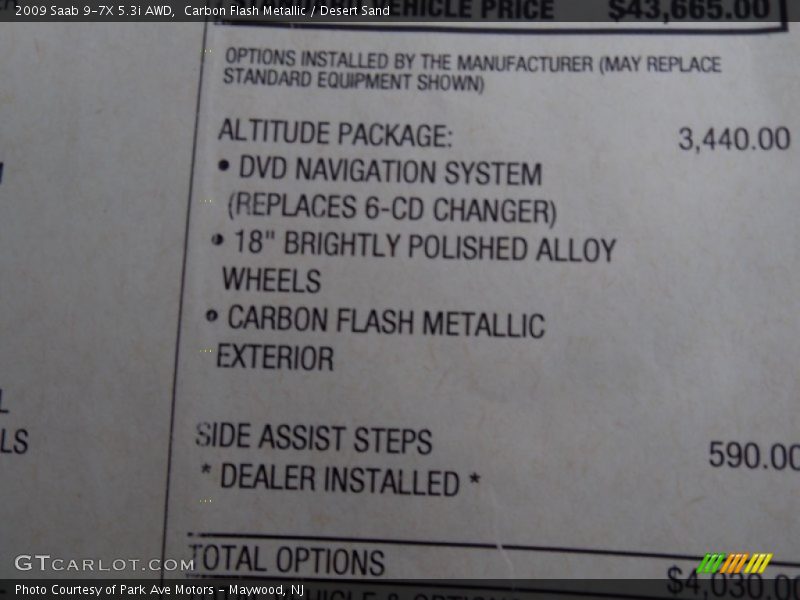 2009 Saab 9-7X 5.3i AWD,  Carbon Flash Metallic / Desert Sand
VEHICLE PRICE $43,665.00
OPTIONS INSTALLED BY THE MANUFACTURER (MAY REPLACE
STANDARD EQUIPMENT SHOWN)
ALTITUDE PACKAGE: 3,440.00
• DVD NAVIGATION SYSTEM
(REPLACES 6-CD CHANGER)
• 18" BRIGHTLY POLISHED ALLOY
WHEELS
• CARBON FLASH METALLIC
EXTERIOR
LS
SIDE ASSIST STEPS 590.00
* DEALER INSTALLED *
TOTAL OPTIONS $4,030.00
GTCARLOT.COM
Photo Courtesy of Park Ave Motors - Maywood, NJ